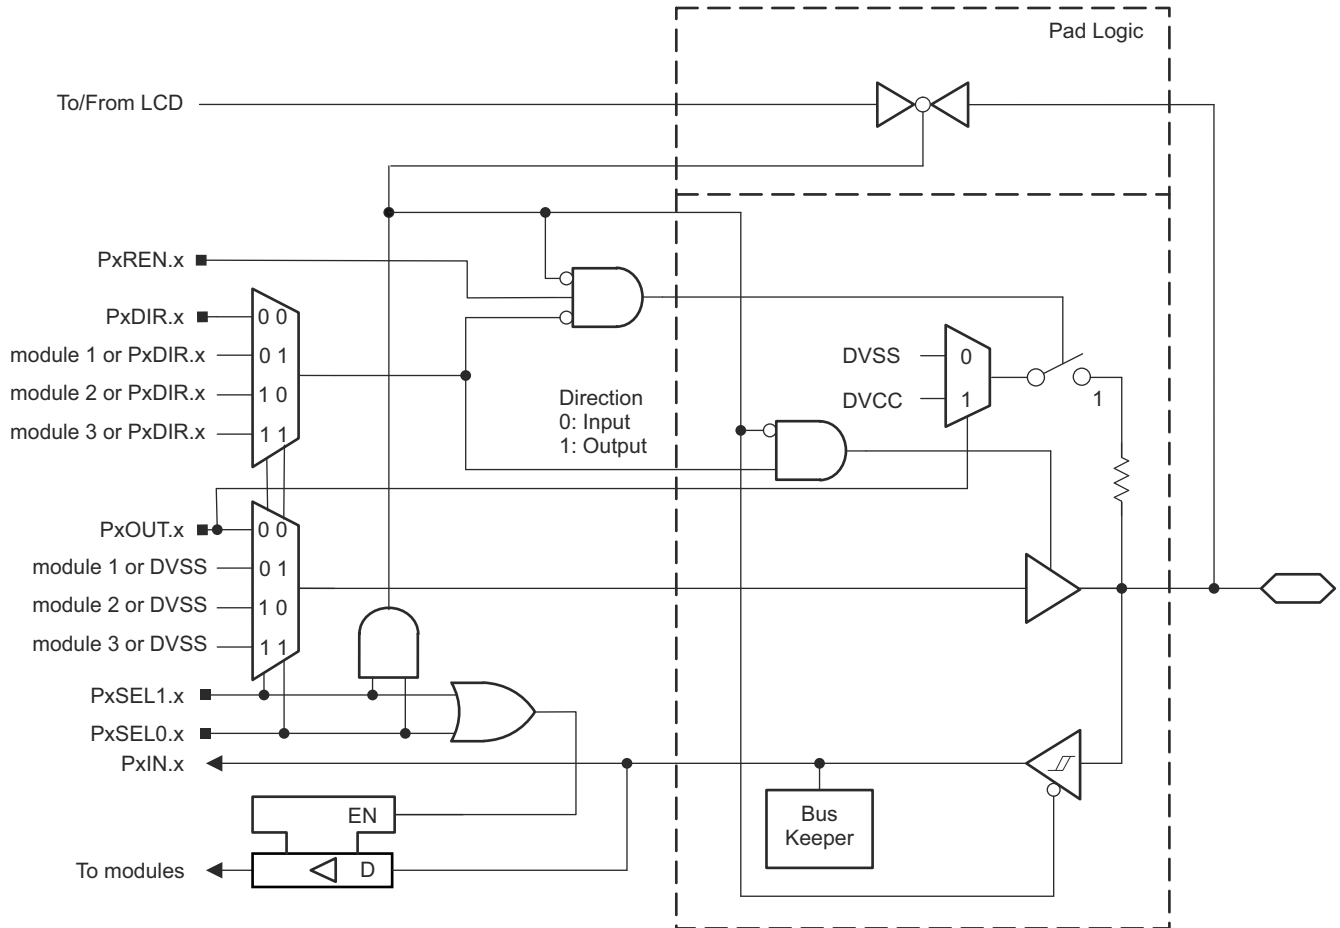 Pad Logic
To/From LCD
PxREN.x
PxDIR.x
0 0
module 1 or PxDIR.x
0 1
module 2 or PxDIR.x
1 0
module 3 or PxDIR.x
1 1
Direction
0: Input
1: Output
DVSS
0
DVCC
1
1
PxOUT.x
0 0
module 1 or DVSS
0 1
module 2 or DVSS
1 0
module 3 or DVSS
1 1
PxSEL1.x
PxSEL0.x
PxIN.x
Bus
Keeper
EN
To modules
D